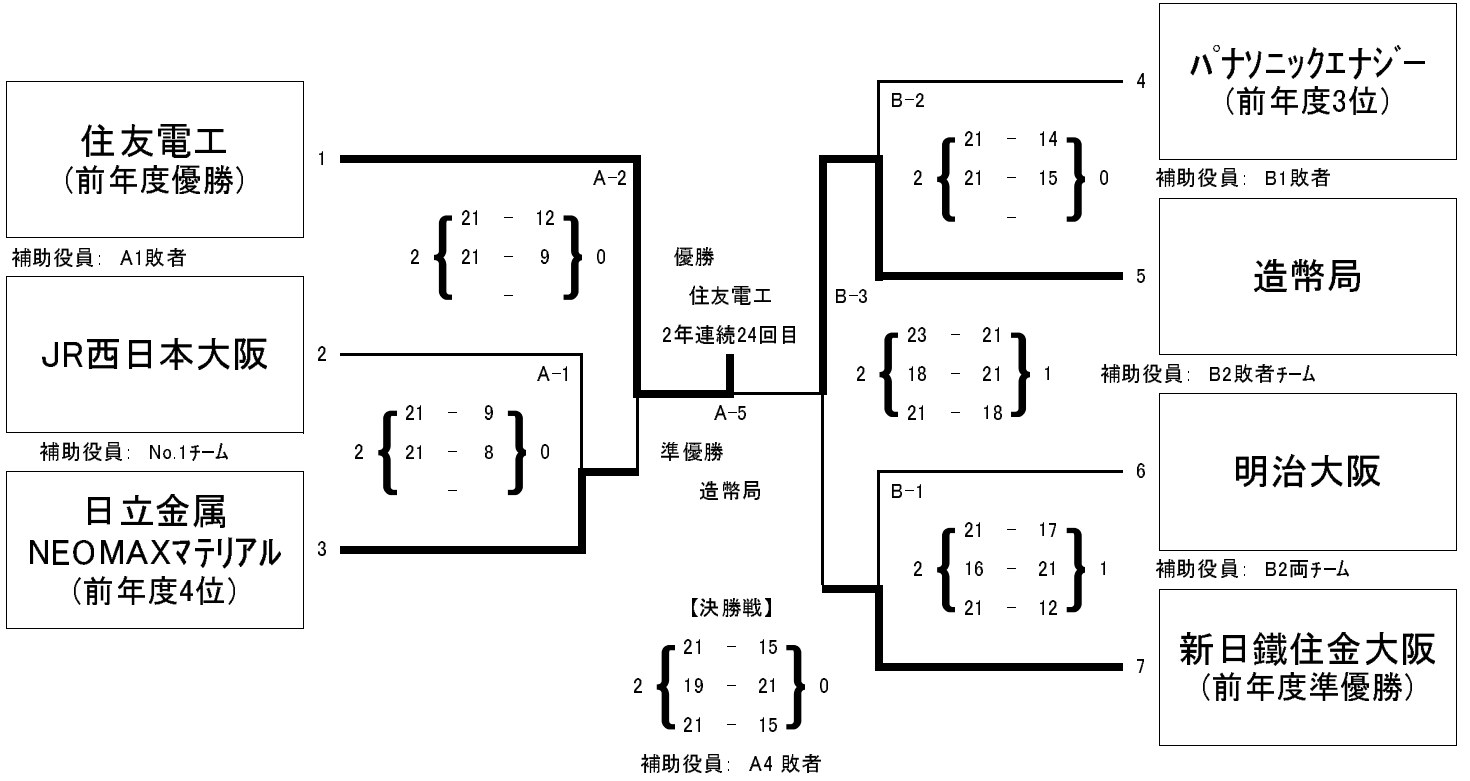 住友電工
(前年度優勝)
1
補助役員: A1敗者
JR西日本大阪
2
補助役員: No.1チーム
日立金属
NEOMAXマテリアル
(前年度4位)
3
A-2
21 - 12
2 { 21 - 9 } 0
-
A-1
21 - 9
2 { 21 - 8 } 0
-
優勝
住友電工
2年連続24回目
A-5
準優勝
造幣局
【決勝戦】
21 - 15
2 { 19 - 21 } 0
21 - 15
補助役員: A4 敗者
B-2
21 - 14
2 { 21 - 15 } 0
-
B-3
23 - 21
2 { 18 - 21 } 1
21 - 18
B-1
21 - 17
2 { 16 - 21 } 1
21 - 12
4
パナソニックエナジー
(前年度3位)
補助役員: B1敗者
5
造幣局
補助役員: B2敗者チーム
6
明治大阪
補助役員: B2両チーム
7
新日鐵住金大阪
(前年度準優勝)